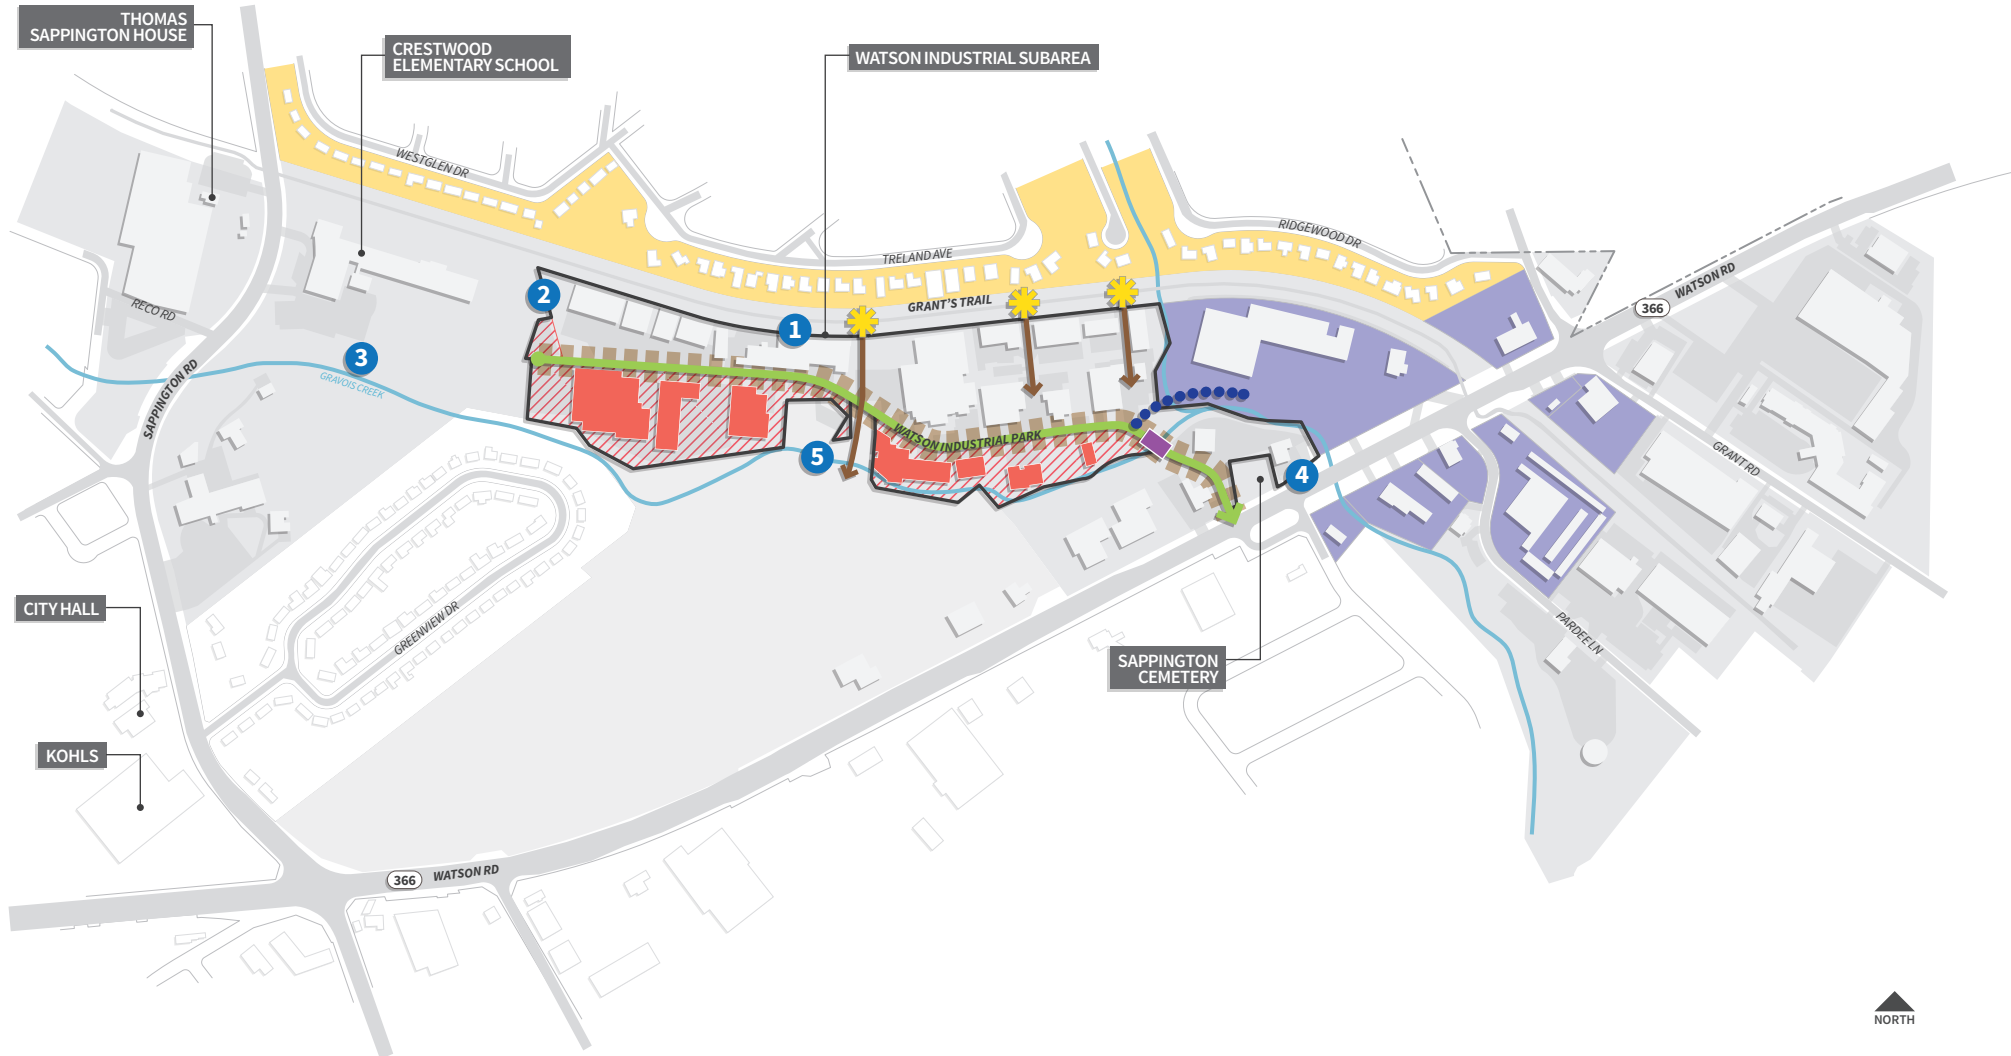 THOMAS
SAPPINGTON HOUSE
CRESTWOOD
ELEMENTARY SCHOOL
WATSON INDUSTRIAL SUBAREA
WESTGLEN DR
TRELAND AVE
RIDGEWOOD DR
GRANT'S TRAIL
WATSON RD
366
RECO RD
SAPPINGTON RD
GRAVOIS CREEK
1
2
3
4
5
WATSON INDUSTRIAL PARK
GRANT RD
GREENVIEW DR
PARDEE LN
CITY HALL
SAPPINGTON
CEMETERY
KOHLS
366
WATSON RD
NORTH